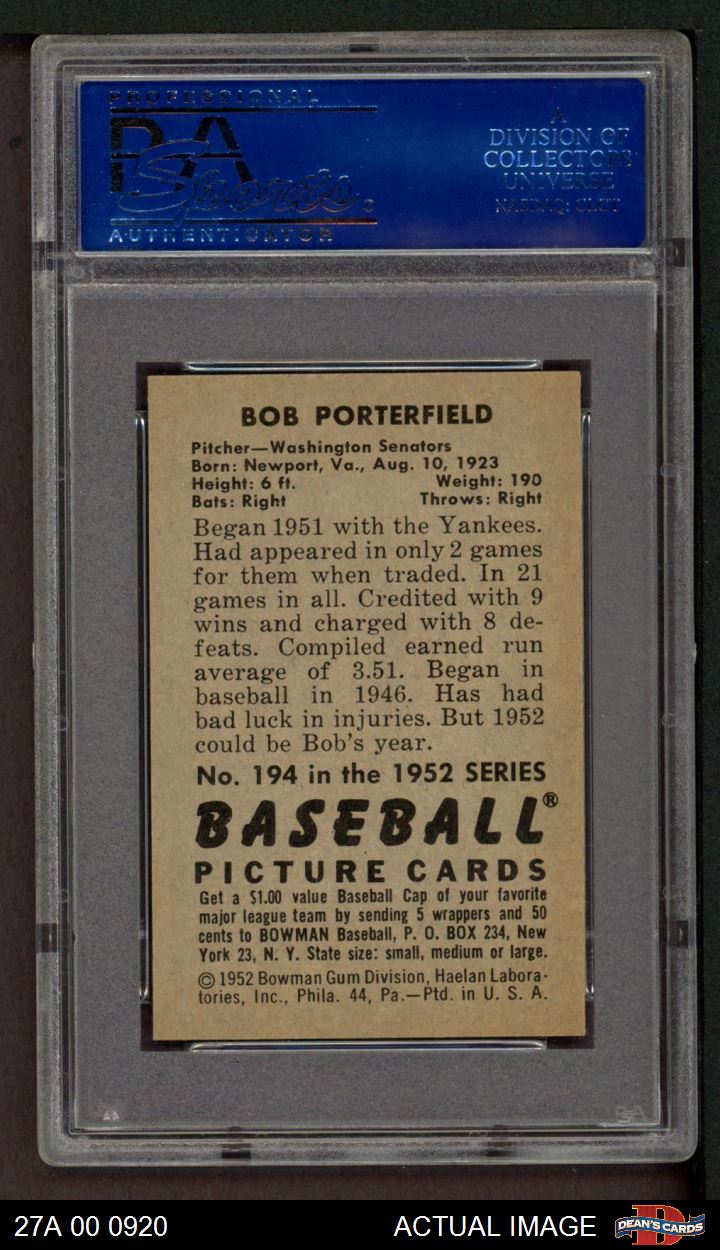 PROFESSIONAL
PSA
Sports
AUTHENTICATOR
A
DIVISION OF
COLLECTORS
UNIVERSE
NASDAQ: CLCT
BOB PORTERFIELD
Pitcher—Washington Senators
Born: Newport, Va., Aug. 10, 1923
Height: 6 ft. Weight: 190
Bats: Right Throws: Right
Began 1951 with the Yankees.
Had appeared in only 2 games
for them when traded. In 21
games in all. Credited with 9
wins and charged with 8 de-
feats. Compiled earned run
average of 3.51. Began in
baseball in 1946. Has had
bad luck in injuries. But 1952
could be Bob's year.
No. 194 in the 1952 SERIES
BASEBALL®
PICTURE CARDS
Get a $1.00 value Baseball Cap of your favorite
major league team by sending 5 wrappers and 50
cents to BOWMAN Baseball, P. O. BOX 234, New
York 23, N. Y. State size: small, medium or large.
© 1952 Bowman Gum Division, Haelan Labora-
tories, Inc., Phila. 44, Pa.—Ptd. in U. S. A.
PSA
27A 00 0920 ACTUAL IMAGE DEAN'S CARDS